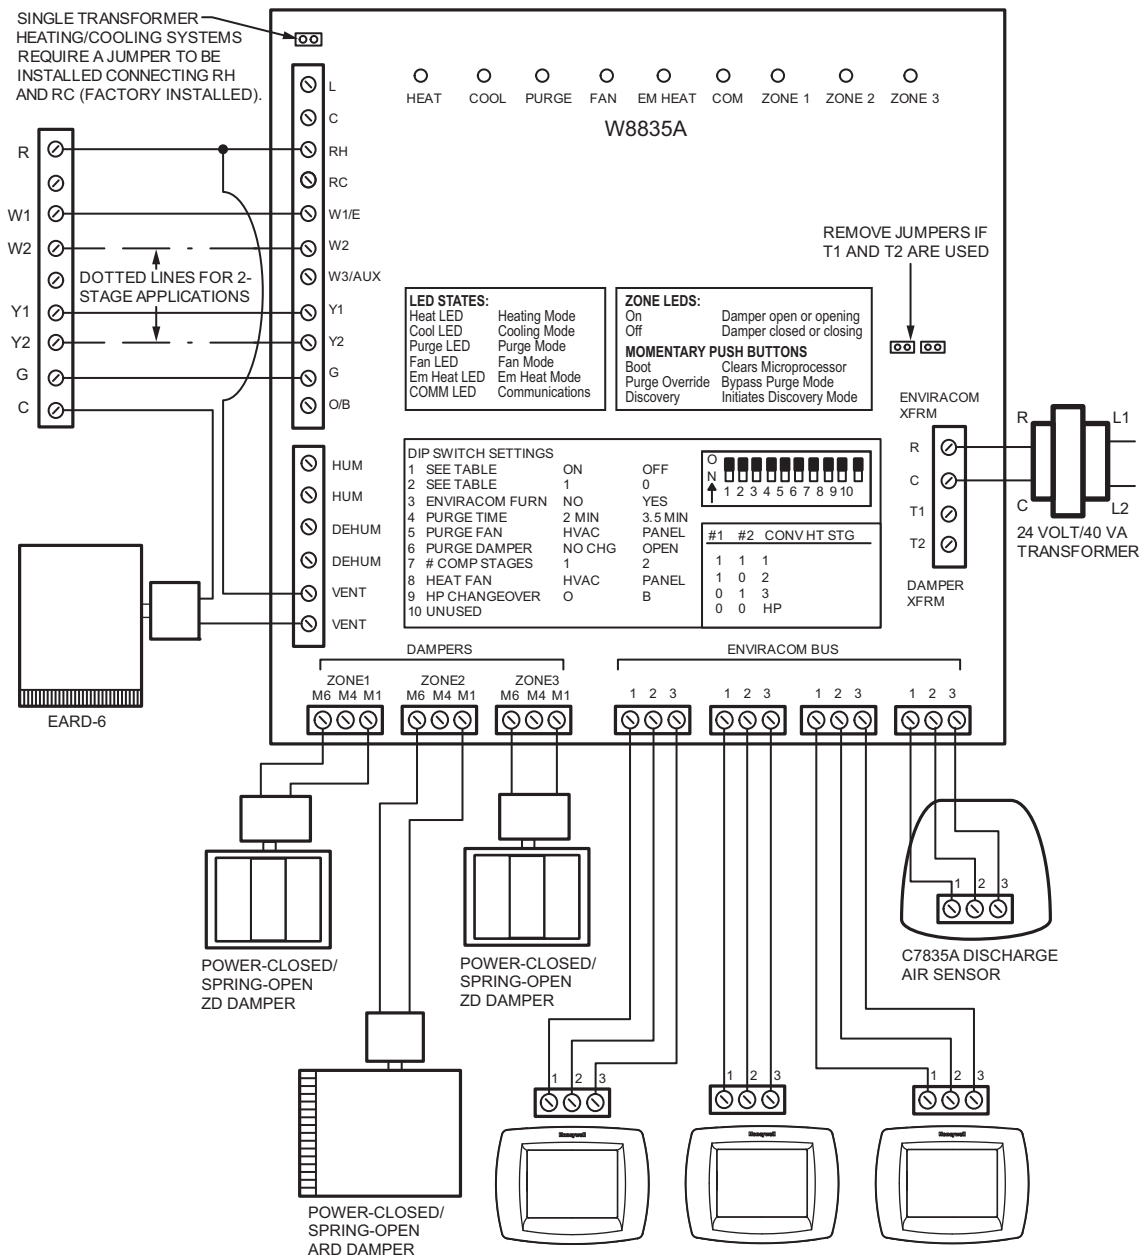 SINGLE TRANSFORMER
HEATING/COOLING SYSTEMS
REQUIRE A JUMPER TO BE
INSTALLED CONNECTING RH
AND RC (FACTORY INSTALLED).
HEAT COOL PURGE FAN EM HEAT COM ZONE 1 ZONE 2 ZONE 3
W8835A
L
C
RH
RC
W1/E
W2
W3/AUX
Y1
Y2
G
O/B
R
W1
W2
DOTTED LINES FOR 2-
STAGE APPLICATIONS
Y1
Y2
G
C
REMOVE JUMPERS IF
T1 AND T2 ARE USED
LED STATES:
Heat LED Heating Mode
Cool LED Cooling Mode
Purge LED Purge Mode
Fan LED Fan Mode
Em Heat LED Em Heat Mode
COMM LED Communications
ZONE LEDS:
On Damper open or opening
Off Damper closed or closing
MOMENTARY PUSH BUTTONS
Boot Clears Microprocessor
Purge Override Bypass Purge Mode
Discovery Initiates Discovery Mode
ENVIRACOM
XFRM
R
C
T1
T2
DAMPER
XFRM
R
C
L1
L2
24 VOLT/40 VA
TRANSFORMER
HUM
HUM
DEHUM
DEHUM
VENT
VENT
DIP SWITCH SETTINGS
1 SEE TABLE ON OFF
2 SEE TABLE 1 0
3 ENVIRACOM FURN NO YES
4 PURGE TIME 2 MIN 3.5 MIN
5 PURGE FAN HVAC PANEL
6 PURGE DAMPER NO CHG OPEN
7 # COMP STAGES 1 2
8 HEAT FAN HVAC PANEL
9 HP CHANGEOVER O B
10 UNUSED
O
N
1 2 3 4 5 6 7 8 9 10
#1 #2 CONV HT STG
1 1 1
1 0 2
0 1 3
0 0 HP
EARD-6
DAMPERS
ZONE1 ZONE2 ZONE3
M6 M4 M1 M6 M4 M1 M6 M4 M1
ENVIRACOM BUS
1 2 3 1 2 3 1 2 3 1 2 3
1 2 3
C7835A DISCHARGE
AIR SENSOR
POWER-CLOSED/
SPRING-OPEN
ZD DAMPER
POWER-CLOSED/
SPRING-OPEN
ZD DAMPER
1 2 3 1 2 3 1 2 3
Honeywell Honeywell Honeywell
POWER-CLOSED/
SPRING-OPEN
ARD DAMPER